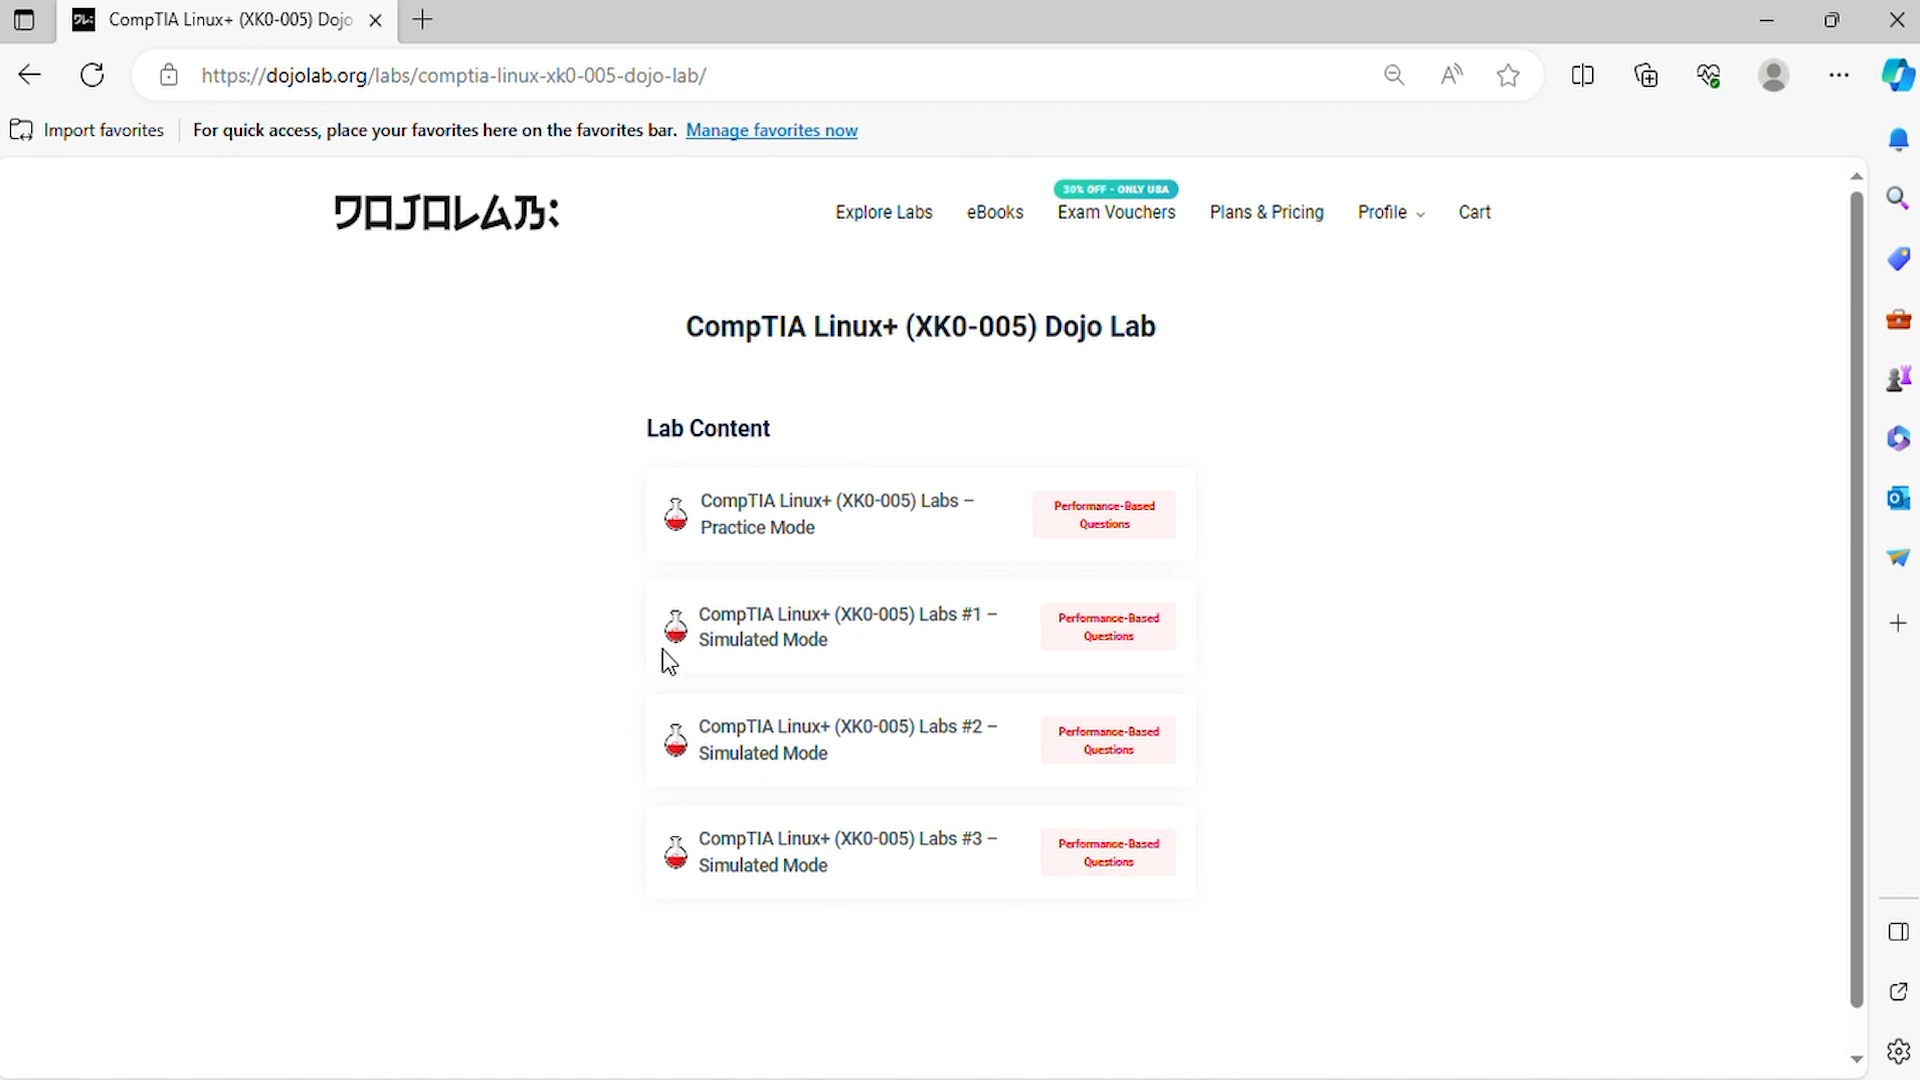 CompTIA Linux+ (XK0-005) Dojo
https://dojolab.org/labs/comptia-linux-xk0-005-dojo-lab/
Import favorites
For quick access, place your favorites here on the favorites bar. Manage favorites now
30% OFF - ONLY USA
Explore Labs eBooks Exam Vouchers Plans & Pricing Profile Cart
CompTIA Linux+ (XK0-005) Dojo Lab
Lab Content
CompTIA Linux+ (XK0-005) Labs –
Practice Mode
Performance-Based
Questions
CompTIA Linux+ (XK0-005) Labs #1 –
Simulated Mode
Performance-Based
Questions
CompTIA Linux+ (XK0-005) Labs #2 –
Simulated Mode
Performance-Based
Questions
CompTIA Linux+ (XK0-005) Labs #3 –
Simulated Mode
Performance-Based
Questions